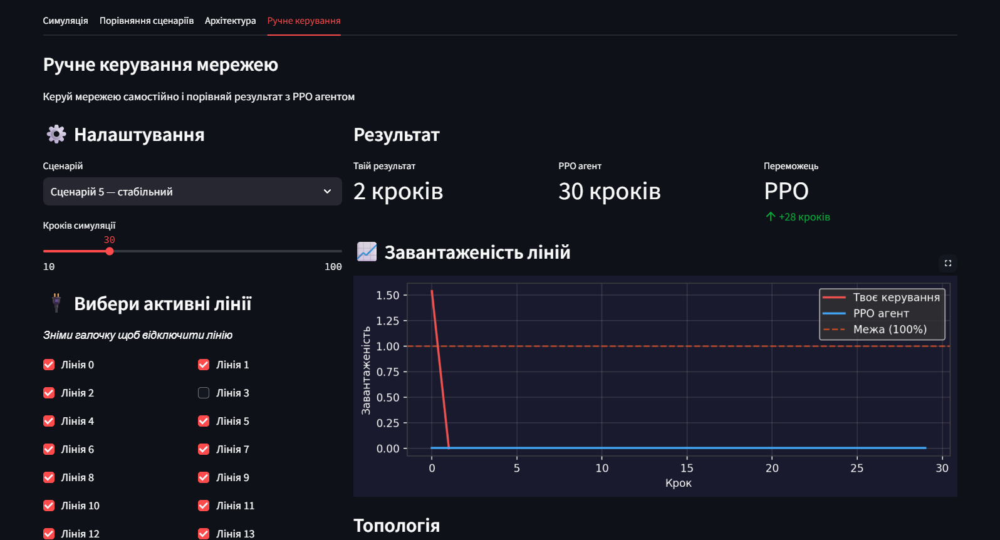 Симуляція Порівняння сценаріїв Архітектура Ручне керування
Ручне керування мережею
Керуй мережею самостійно і порівняй результат з PPO агентом
Налаштування
Сценарій
Сценарій 5 — стабільний
Кроків симуляції
30
10 100
Вибери активні лінії
Зніми галочку щоб відключити лінію
Лінія 0 Лінія 1
Лінія 2 Лінія 3
Лінія 4 Лінія 5
Лінія 6 Лінія 7
Лінія 8 Лінія 9
Лінія 10 Лінія 11
Лінія 12 Лінія 13
Результат
Твій результат PPO агент Переможець
2 кроків 30 кроків PPO
+28 кроків
Завантаженість ліній
Твоє керування
PPO агент
Межа (100%)
Завантаженість
1.50
1.25
1.00
0.75
0.50
0.25
0.00
0 5 10 15 20 25 30
Крок
Топологія